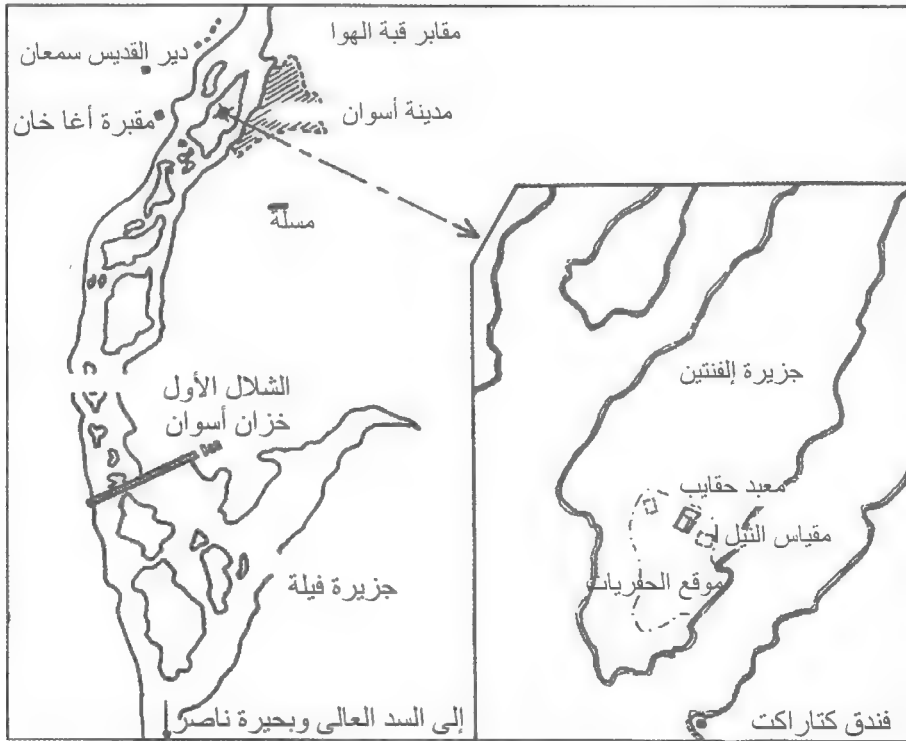 مقابر قبة الهوا
دير القديس سمعان
مدينة أسوان
مقبرة أغا خان
مسلة
الشلال الأول
خزان أسوان
جزيرة فيلة
إلى السد العالى وبحيرة ناصر
جزيرة إلفنتين
معبد حقايب
مقياس النيل
موقع الحفريات
فندق كتاراكت